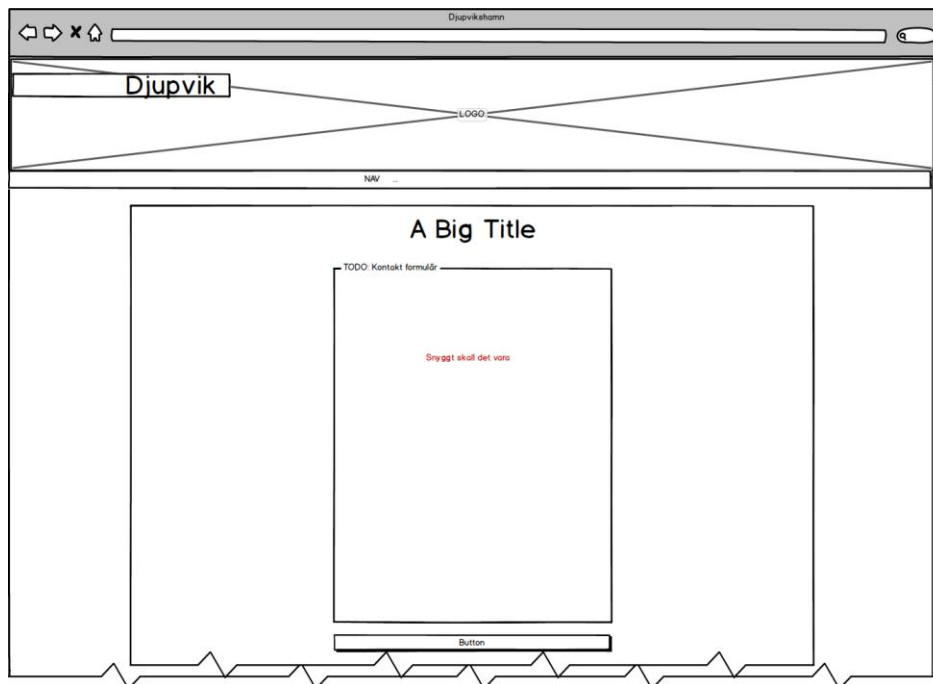 Djupvikshamn
Djupvik
LOGO
NAV ...
A Big Title
TODO: Kontakt formulär
Snyggt skall det vara
Button